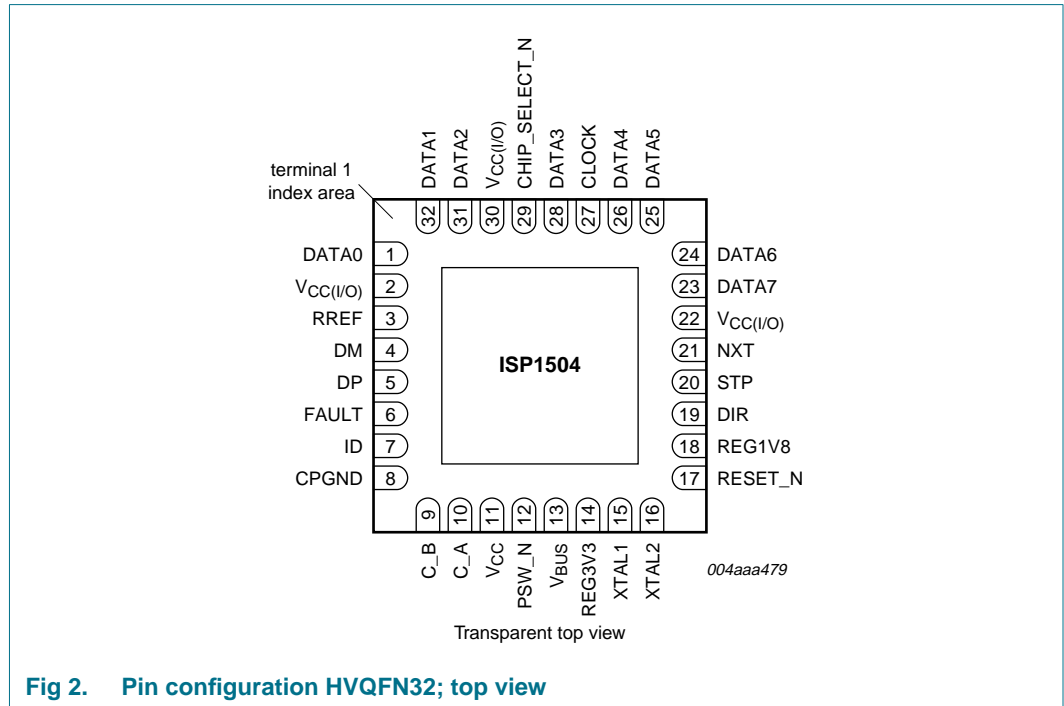 CHIP_SELECT_N
DATA1
DATA2
VCC(I/O)
DATA3
CLOCK
DATA4
DATA5
terminal 1
index area
32
31
30
29
28
27
26
25
DATA0 1
24 DATA6
VCC(I/O) 2
23 DATA7
RREF 3
22 VCC(I/O)
DM 4
21 NXT
ISP1504
DP 5
20 STP
FAULT 6
19 DIR
ID 7
18 REG1V8
CPGND 8
17 RESET_N
9
10
11
12
13
14
15
16
C_B
C_A
VCC
PSW_N
VBUS
REG3V3
XTAL1
XTAL2
004aaa479
Transparent top view
Fig 2. Pin configuration HVQFN32; top view